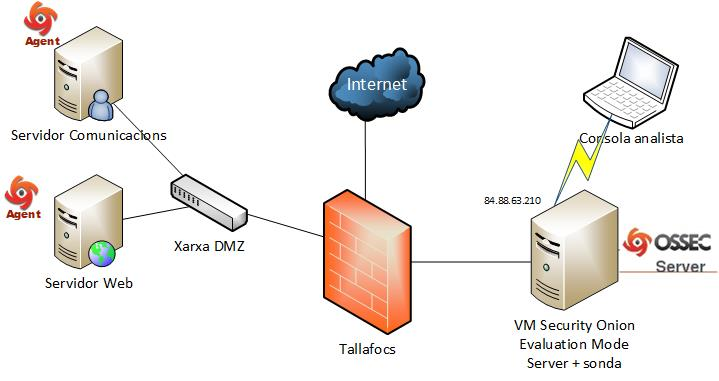 Agent
Servidor Comunicacions
Agent
Servidor Web
Xarxa DMZ
Internet
Tallafocs
Consola analista
84.88.63.210
OSSEC
Server
VM Security Onion
Evaluation Mode
Server + sonda